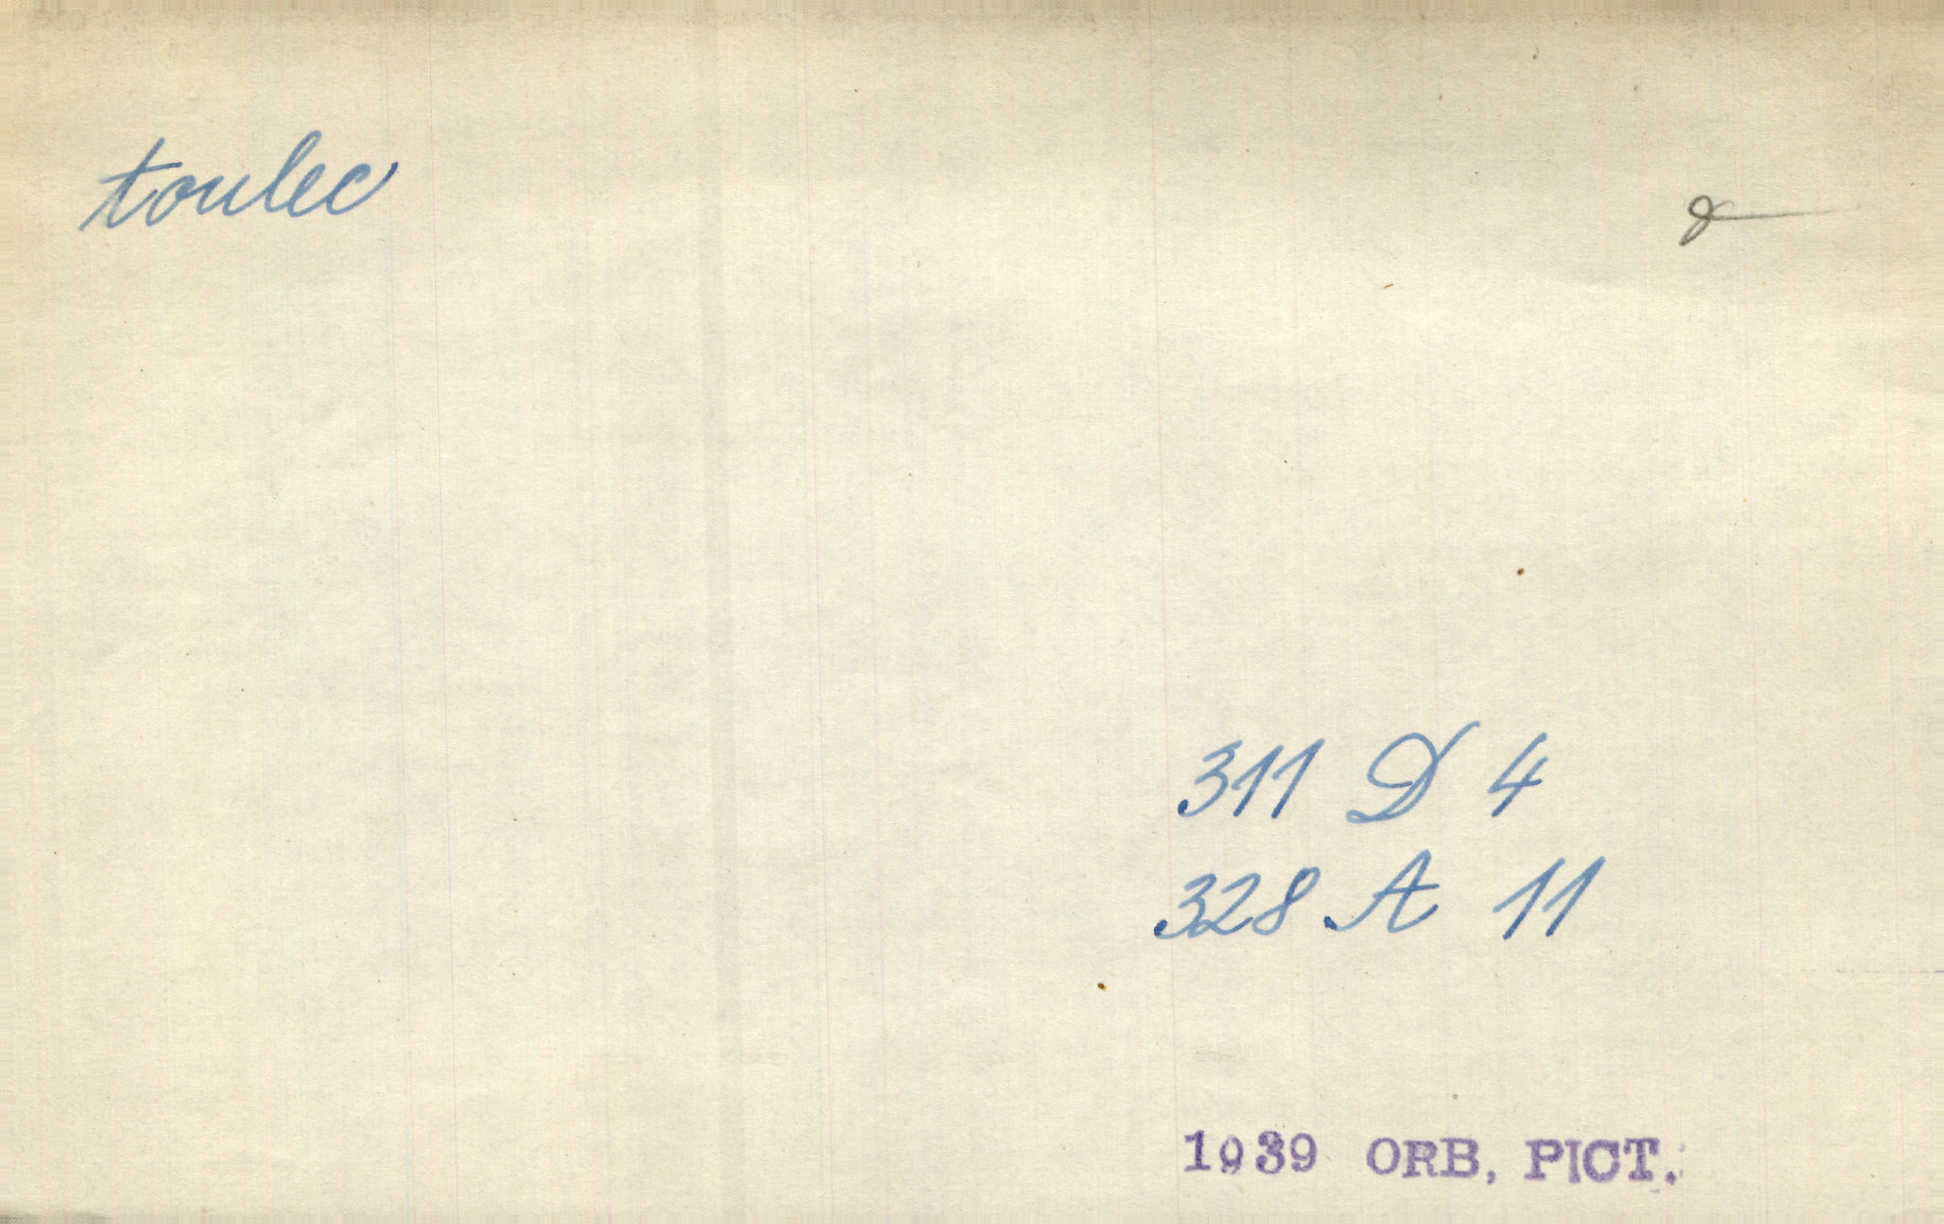 toulec
311 D 4
328 A 11
1939 ORB. PICT.